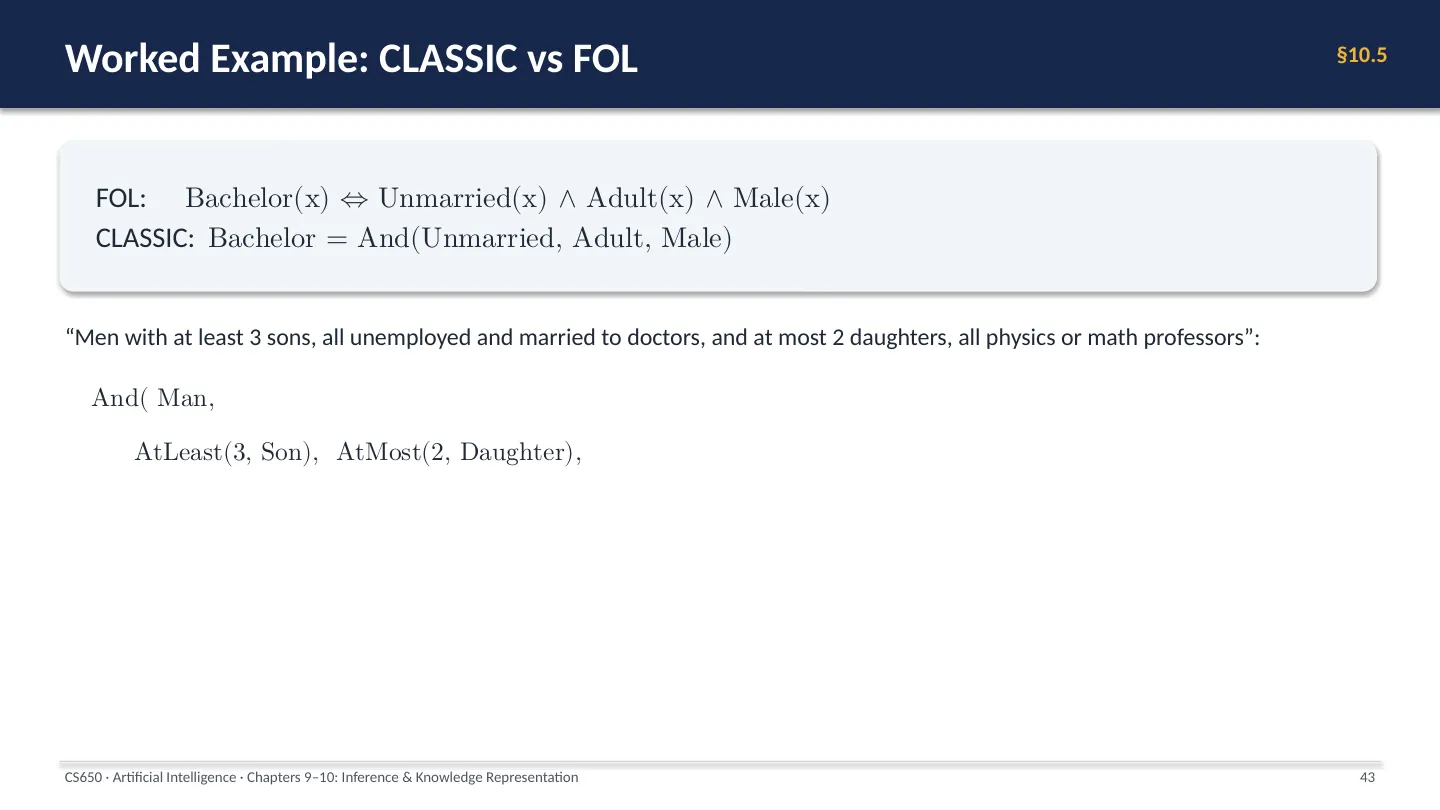 Worked Example: CLASSIC vs FOL
§10.5
FOL: Bachelor(x) ⇔ Unmarried(x) ∧ Adult(x) ∧ Male(x)
CLASSIC: Bachelor = And(Unmarried, Adult, Male)
“Men with at least 3 sons, all unemployed and married to doctors, and at most 2 daughters, all physics or math professors”:
And( Man,
AtLeast(3, Son), AtMost(2, Daughter),
CS650 · Artificial Intelligence · Chapters 9–10: Inference & Knowledge Representation
43